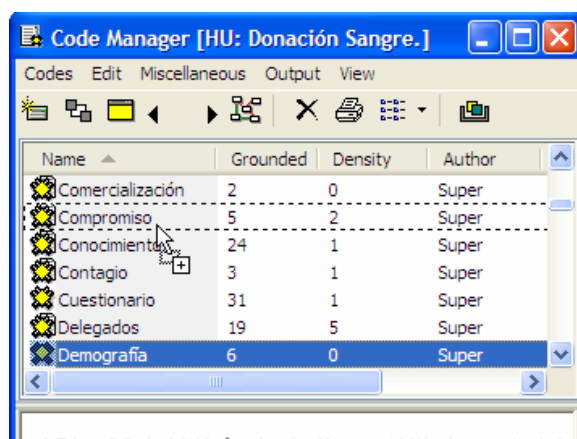 Code Manager [HU: Donación Sangre.]
Codes Edit Miscellaneous Output View
Name Grounded Density Author
Comercialización 2 0 Super
Compromiso 5 2 Super
Conocimiento 24 1 Super
Contagio 3 1 Super
Cuestionario 31 1 Super
Delegados 19 5 Super
Demografía 6 0 Super